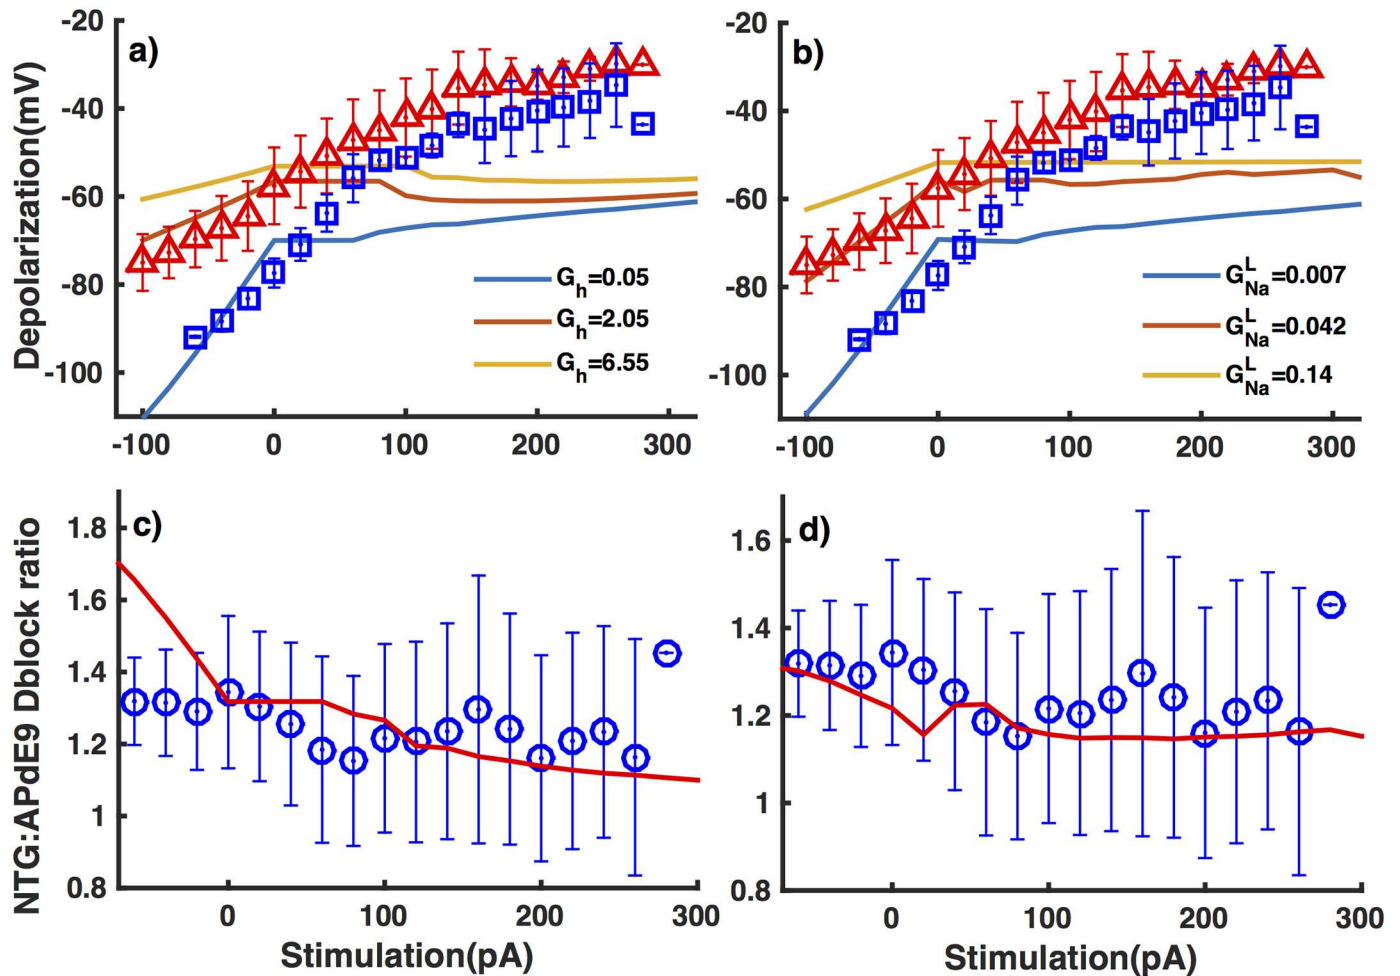 a)
Depolarization(mV)
-20
-40
-60
-80
-100
-100 0 100 200 300
G_h=0.05
G_h=2.05
G_h=6.55
b)
-20
-40
-60
-80
-100
-100 0 100 200 300
G^L_Na=0.007
G^L_Na=0.042
G^L_Na=0.14
c)
NTG:APdE9 Dblock ratio
1.8
1.6
1.4
1.2
1
0.8
0 100 200 300
Stimulation(pA)
d)
1.6
1.4
1.2
1
0.8
0 100 200 300
Stimulation(pA)